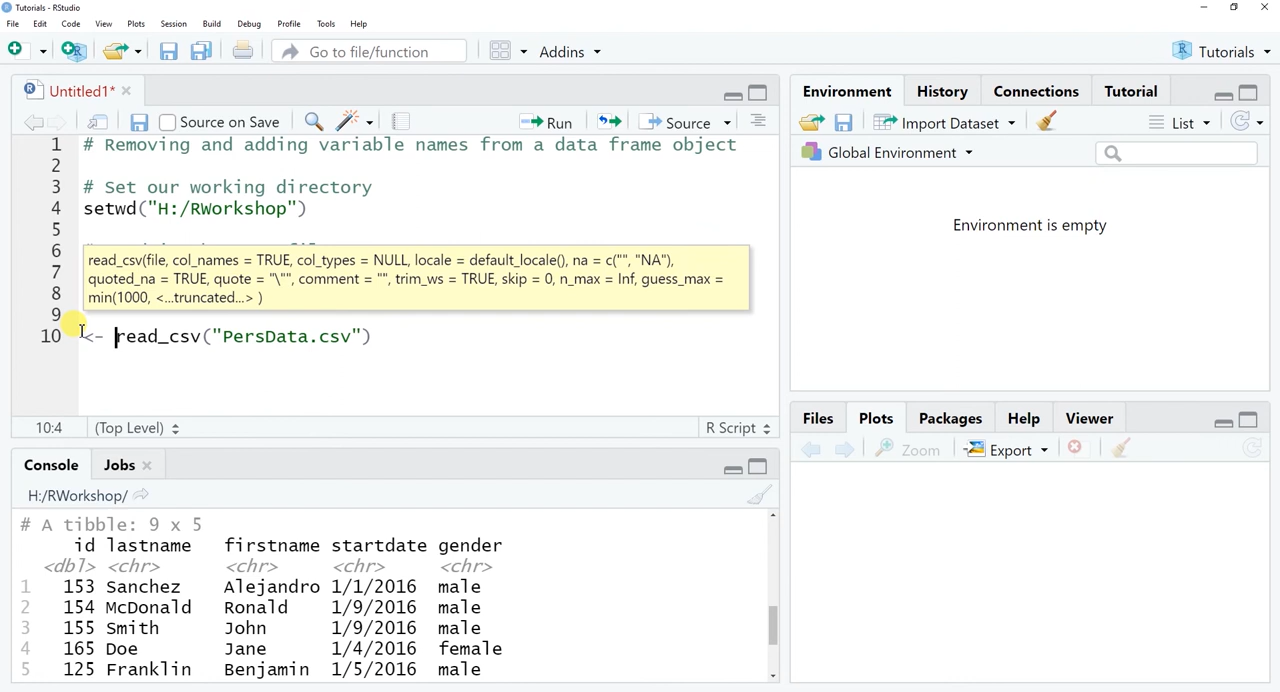 Tutorials - RStudio
File Edit Code View Plots Session Build Debug Profile Tools Help
Go to file/function Addins Tutorials
Untitled1*
Source on Save Run Source
1 # Removing and adding variable names from a data frame object
2
3 # Set our working directory
4 setwd("H:/RWorkshop")
5
6
read_csv(file, col_names = TRUE, col_types = NULL, locale = default_locale(), na = c("", "NA"),
7
quoted_na = TRUE, quote = "\"", comment = "", trim_ws = TRUE, skip = 0, n_max = Inf, guess_max =
8
min(1000, <...truncated...> )
9
10 <- read_csv("PersData.csv")
10:4 (Top Level) R Script
Console Jobs
H:/RWorkshop/
# A tibble: 9 x 5
id lastname firstname startdate gender
<dbl> <chr> <chr> <chr> <chr>
1 153 Sanchez Alejandro 1/1/2016 male
2 154 McDonald Ronald 1/9/2016 male
3 155 Smith John 1/9/2016 male
4 165 Doe Jane 1/4/2016 female
5 125 Franklin Benjamin 1/5/2016 male
Environment History Connections Tutorial
Import Dataset List
Global Environment
Environment is empty
Files Plots Packages Help Viewer
Zoom Export